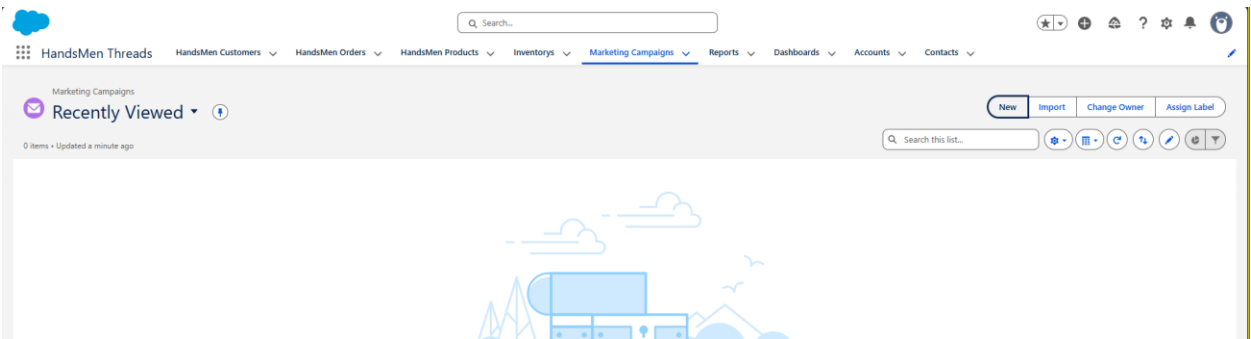 Search...
HandsMen Threads HandsMen Customers HandsMen Orders HandsMen Products Inventorys Marketing Campaigns Reports Dashboards Accounts Contacts
Marketing Campaigns
Recently Viewed
New Import Change Owner Assign Label
0 items • Updated a minute ago
Search this list...